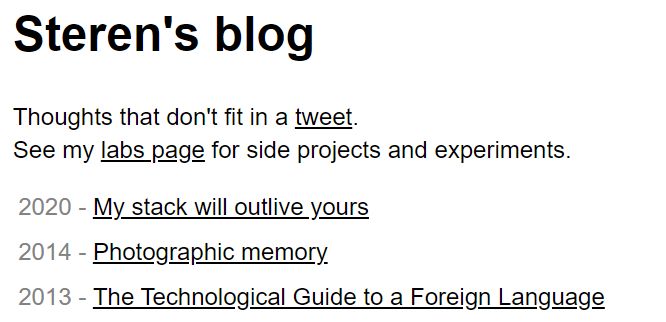 Steren's blog
Thoughts that don't fit in a tweet.
See my labs page for side projects and experiments.
2020 - My stack will outlive yours
2014 - Photographic memory
2013 - The Technological Guide to a Foreign Language